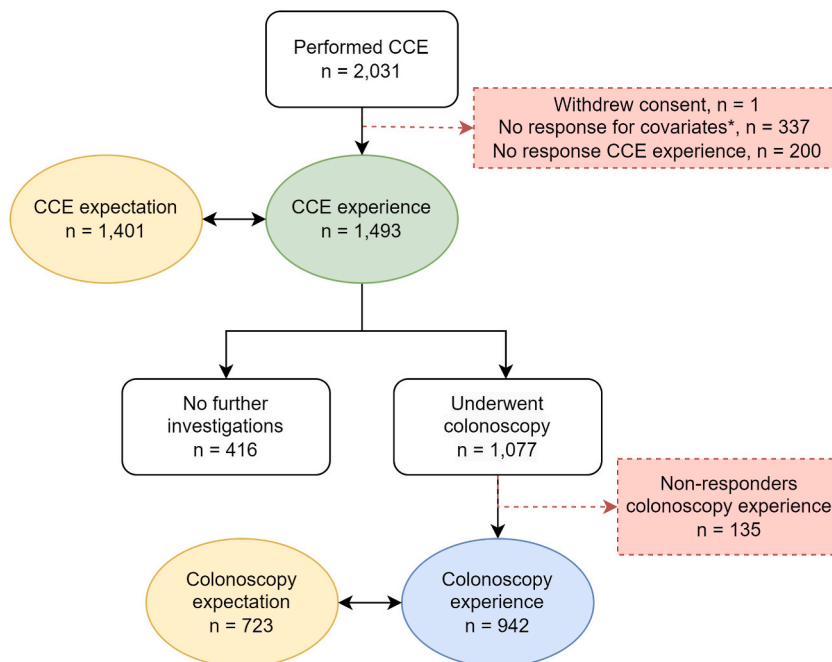 Performed CCE
n = 2,031
Withdrew consent, n = 1
No response for covariates*, n = 337
No response CCE experience, n = 200
CCE expectation
n = 1,401
CCE experience
n = 1,493
No further
investigations
n = 416
Underwent
colonoscopy
n = 1,077
Non-responders
colonoscopy experience
n = 135
Colonoscopy
expectation
n = 723
Colonoscopy
experience
n = 942